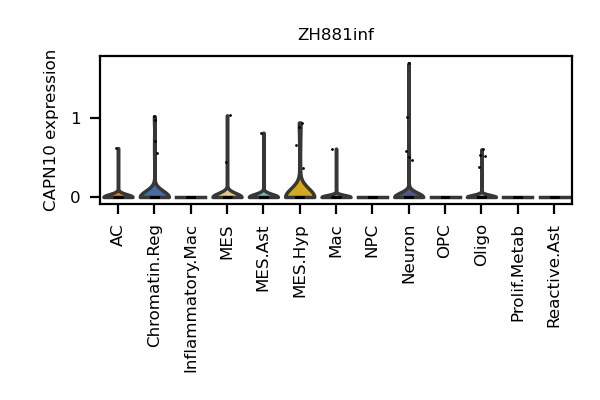 ZH881inf
CAPN10 expression
1
0
AC
Chromatin.Reg
Inflammatory.Mac
MES
MES.Ast
MES.Hyp
Mac
NPC
Neuron
OPC
Oligo
Prolif.Metab
Reactive.Ast